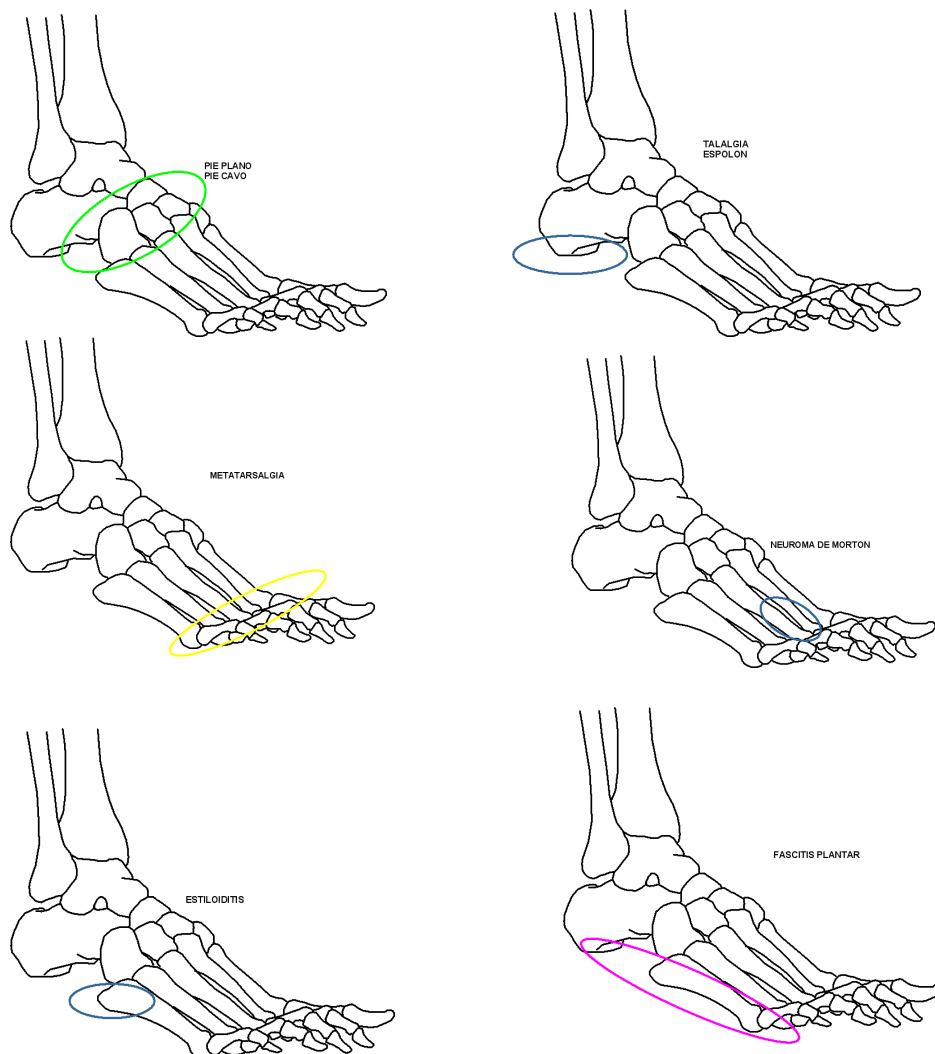 PIE PLANO
PIE CAVO
TALALGIA
ESPOLON
METATARSALGIA
NEUROMA DE MORTON
ESTILOIDITIS
FASCITIS PLANTAR